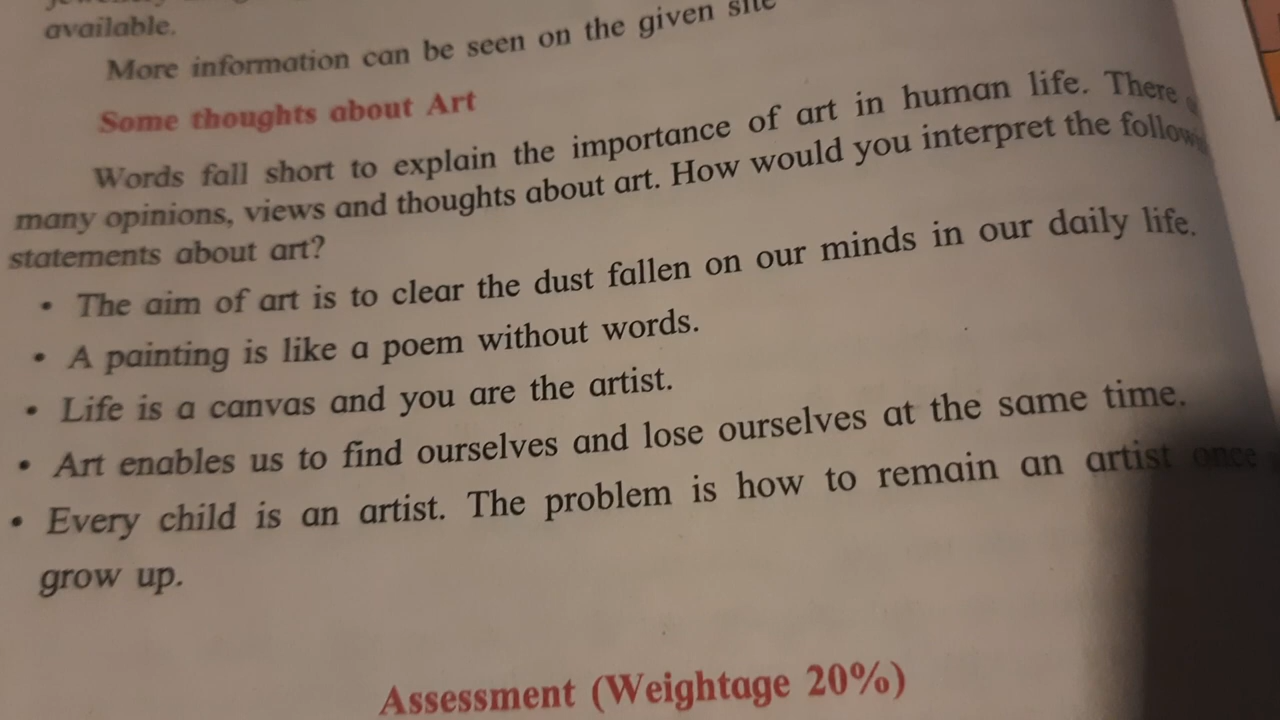 available.
More information can be seen on the given site
Some thoughts about Art
Words fall short to explain the importance of art in human life. There
many opinions, views and thoughts about art. How would you interpret the
statements about art?
• The aim of art is to clear the dust fallen on our minds in our daily life.
• A painting is like a poem without words.
• Life is a canvas and you are the artist.
• Art enables us to find ourselves and lose ourselves at the same time.
• Every child is an artist. The problem is how to remain an artist once
grow up.
Assessment (Weightage 20%)